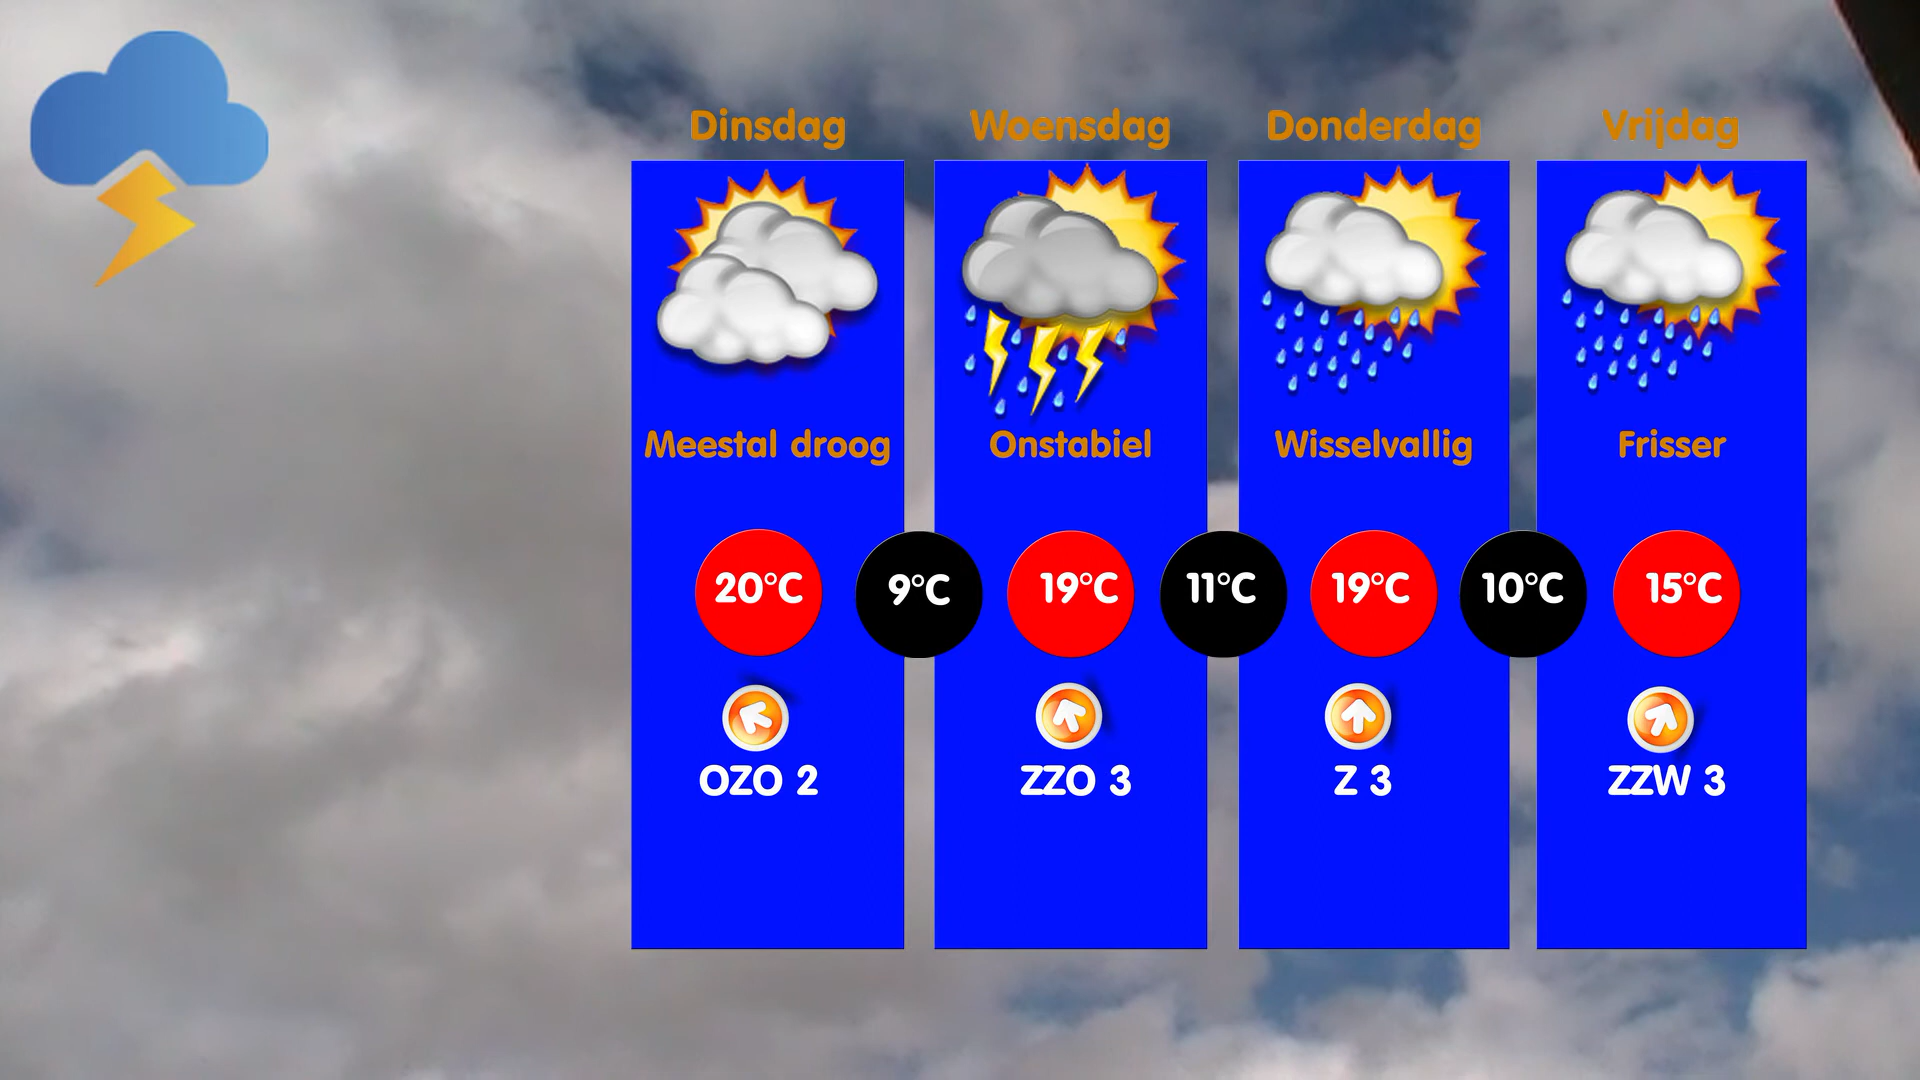 Dinsdag Woensdag Donderdag Vrijdag
Meestal droog Onstabiel Wisselvallig Frisser
20°C 9°C 19°C 11°C 19°C 10°C 15°C
OZO 2 ZZO 3 Z 3 ZZW 3